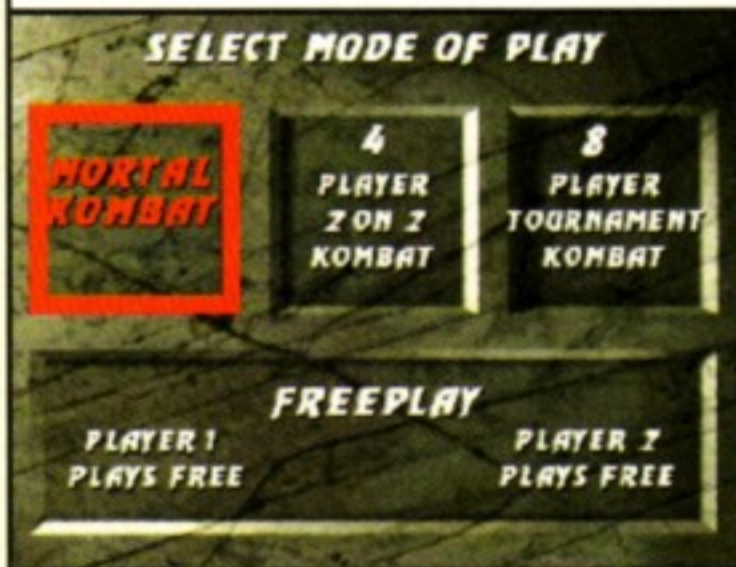 SELECT MODE OF PLAY
MORTAL
KOMBAT
4
PLAYER
2 ON 2
KOMBAT
8
PLAYER
TOURNAMENT
KOMBAT
FREEPLAY
PLAYER 1
PLAYS FREE
PLAYER 2
PLAYS FREE